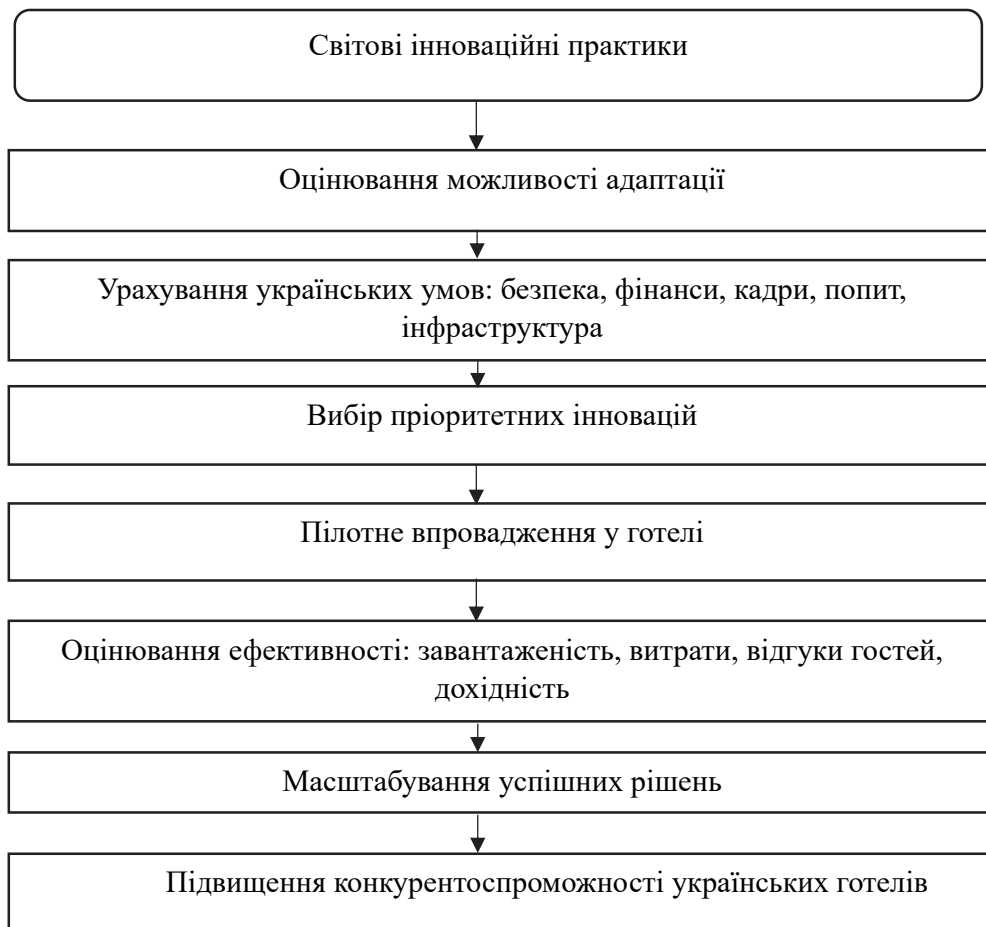 Світові інноваційні практики
Оцінювання можливості адаптації
Урахування українських умов: безпека, фінанси, кадри, попит,
інфраструктура
Вибір пріоритетних інновацій
Пілотне впровадження у готелі
Оцінювання ефективності: завантаженість, витрати, відгуки гостей,
дохідність
Масштабування успішних рішень
Підвищення конкурентоспроможності українських готелів